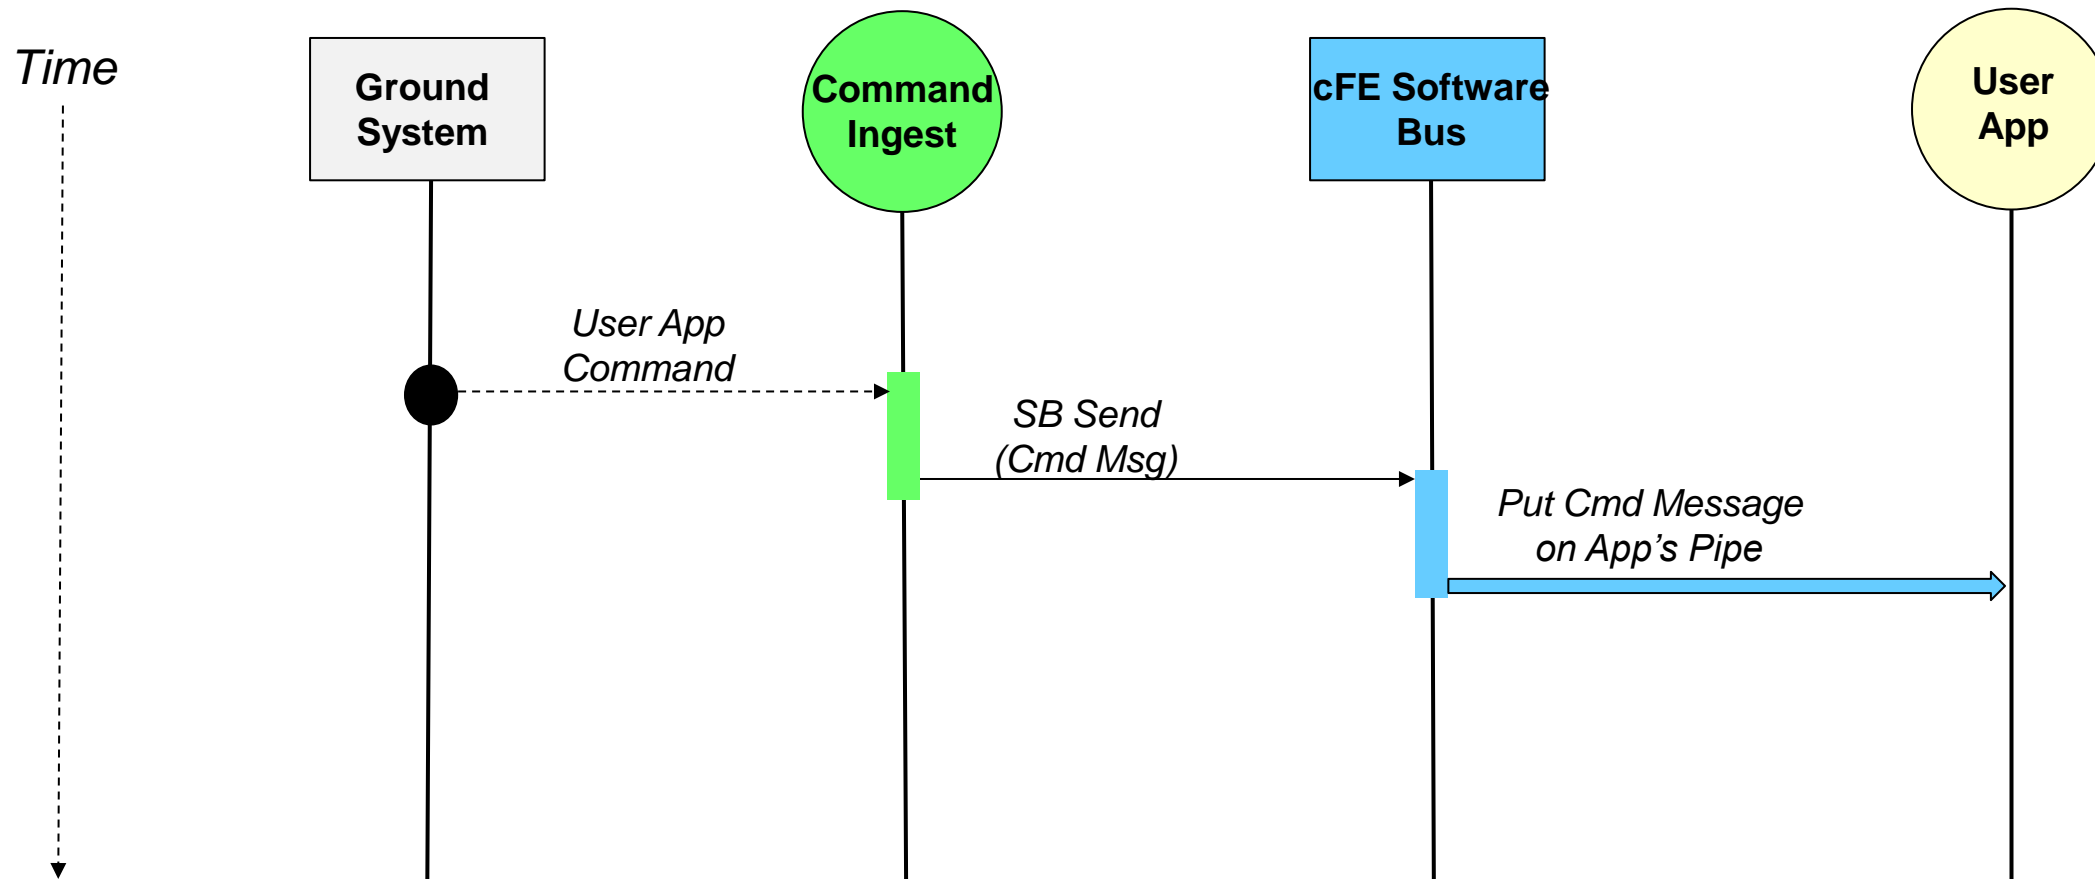 Time
Ground
System
Command
Ingest
cFE Software
Bus
User
App
User App
Command
SB Send
(Cmd Msg)
Put Cmd Message
on App’s Pipe